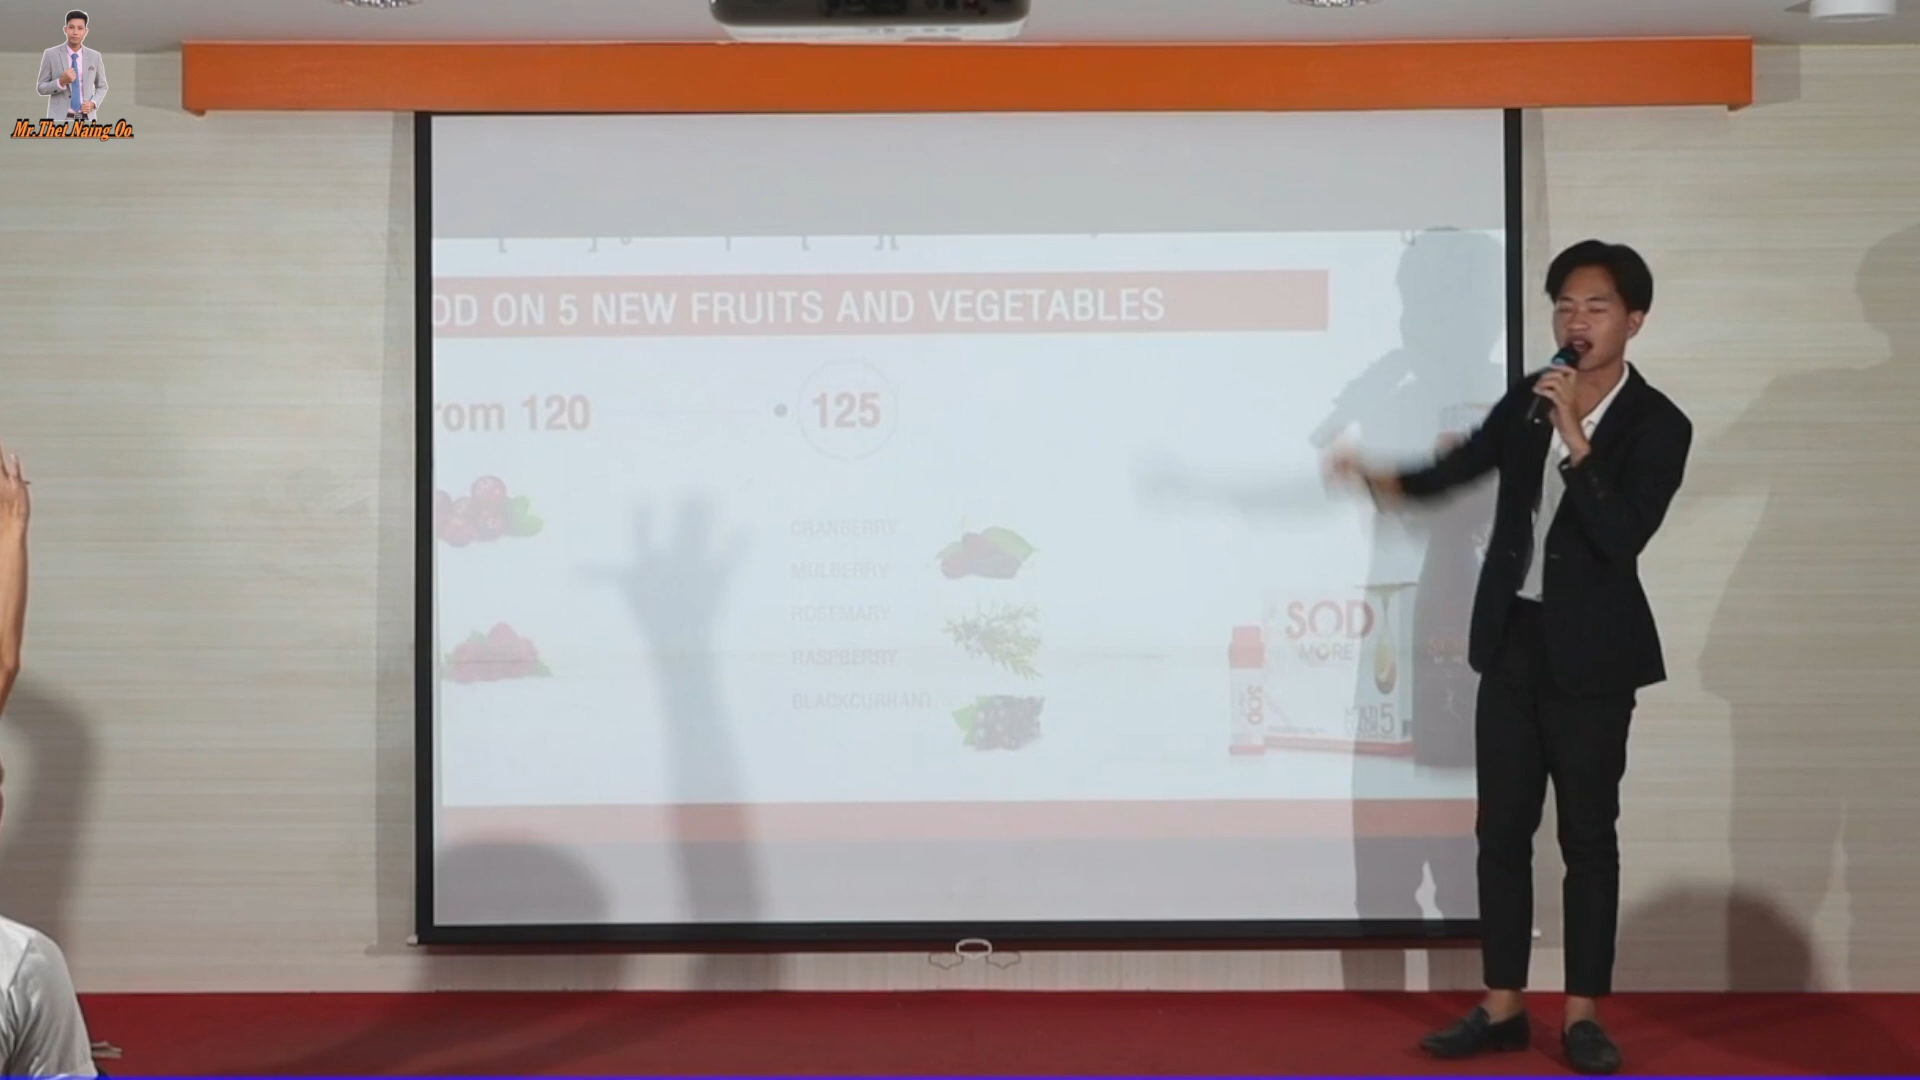 Mr.Thet Naing Oo
OD ON 5 NEW FRUITS AND VEGETABLES
rom 120
125
CRANBERRY
MULBERRY
ROSEMARY
RASPBERRY
BLACKCURRANT
SOD
MORE
SOD
5